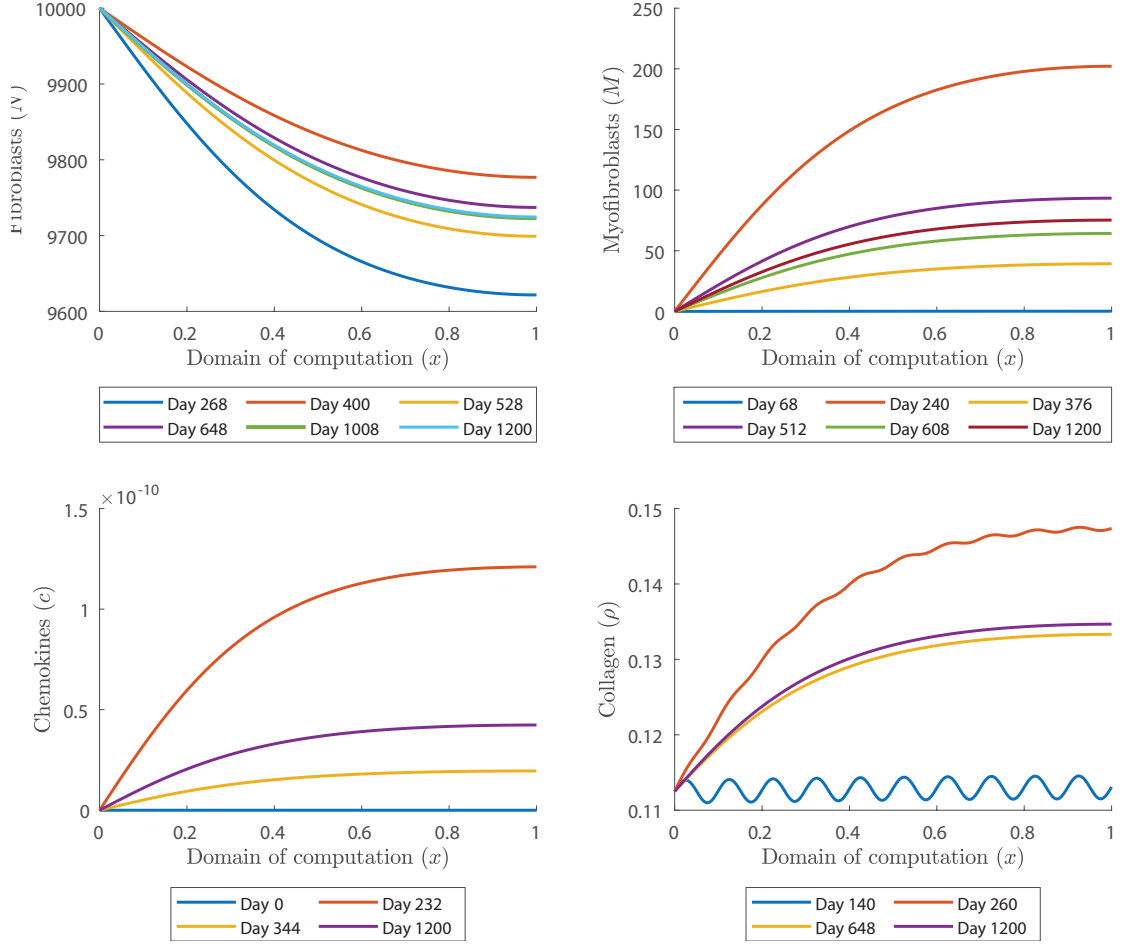 10000
9900
9800
9700
9600
Fibroblasts (N)
0 0.2 0.4 0.6 0.8 1
Domain of computation (x)
Day 268 Day 400 Day 528
Day 648 Day 1008 Day 1200
250
200
150
100
50
0
Myofibroblasts (M)
0 0.2 0.4 0.6 0.8 1
Domain of computation (x)
Day 68 Day 240 Day 376
Day 512 Day 608 Day 1200
×10⁻¹⁰
1.5
1
0.5
0
Chemokines (c)
0 0.2 0.4 0.6 0.8 1
Domain of computation (x)
Day 0 Day 232
Day 344 Day 1200
0.15
0.14
0.13
0.12
0.11
Collagen (ρ)
0 0.2 0.4 0.6 0.8 1
Domain of computation (x)
Day 140 Day 260
Day 648 Day 1200